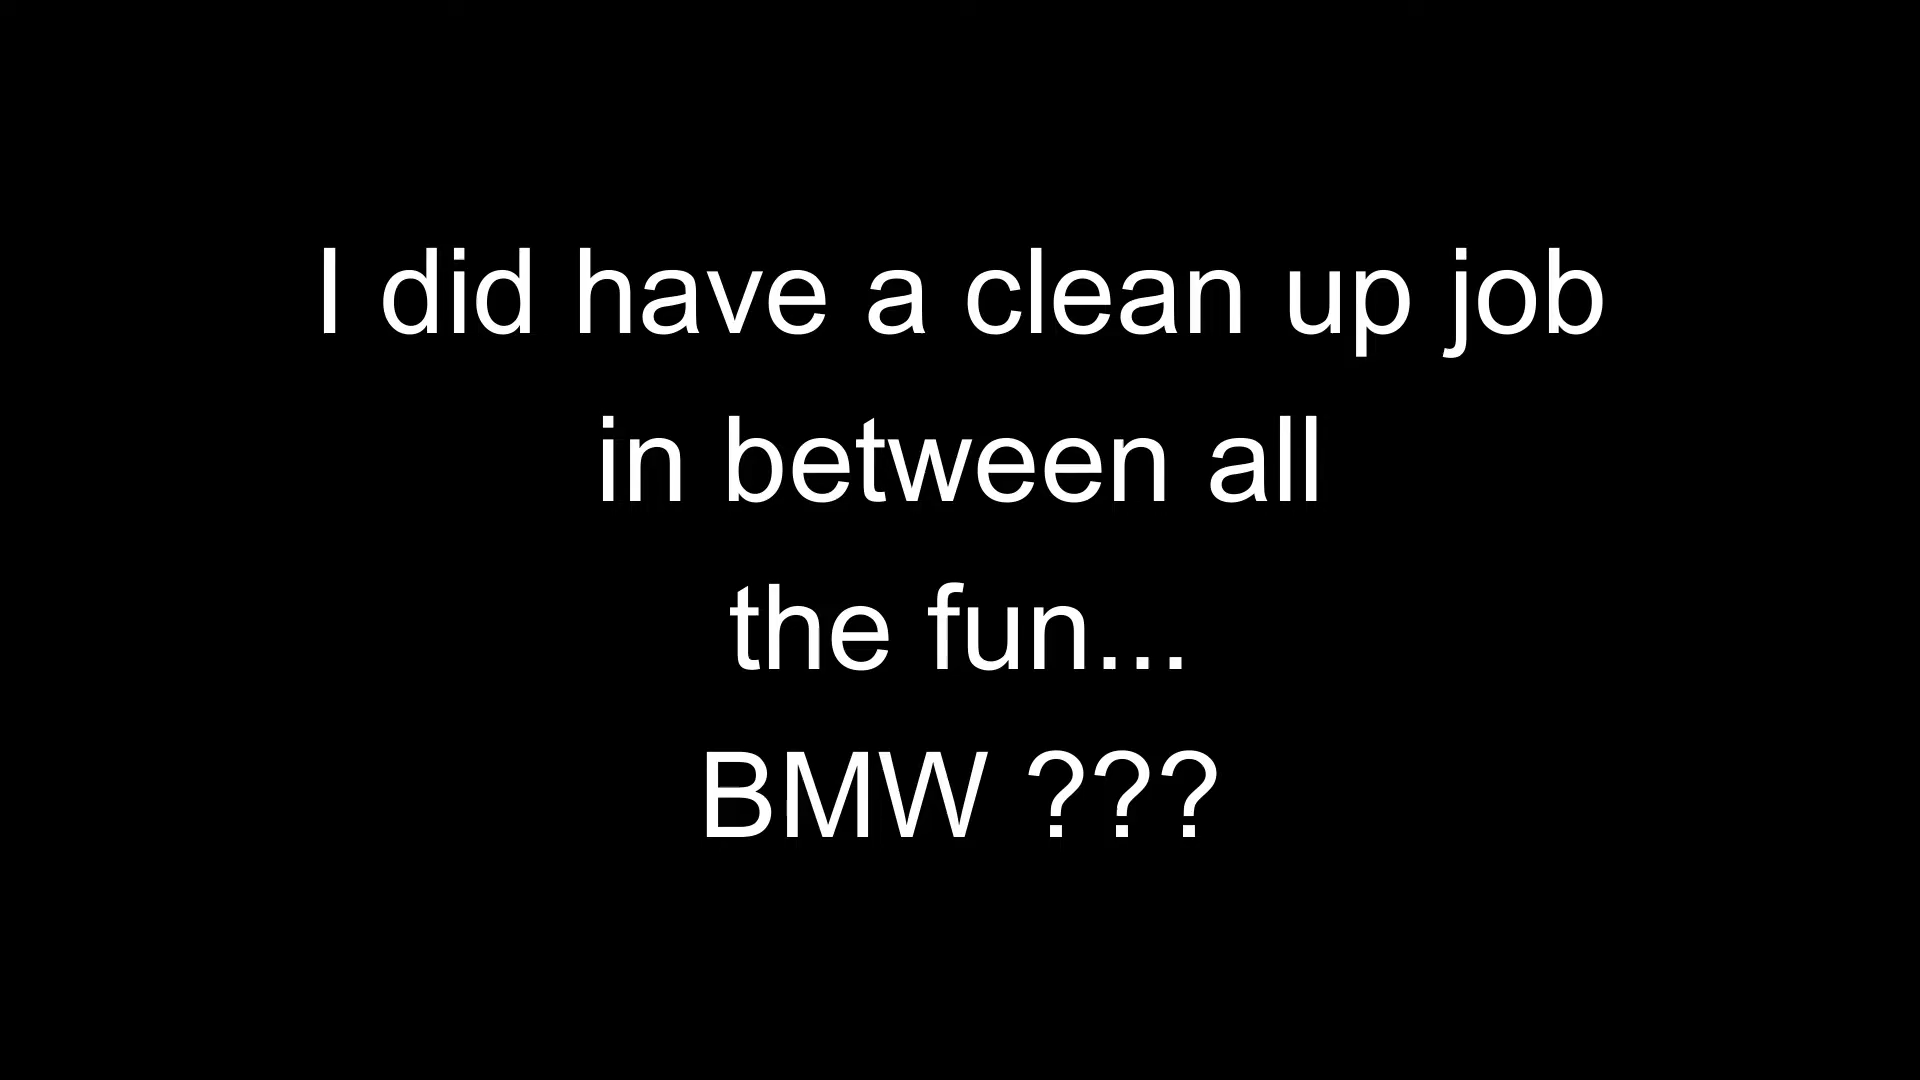 I did have a clean up job
in between all
the fun...
BMW ???